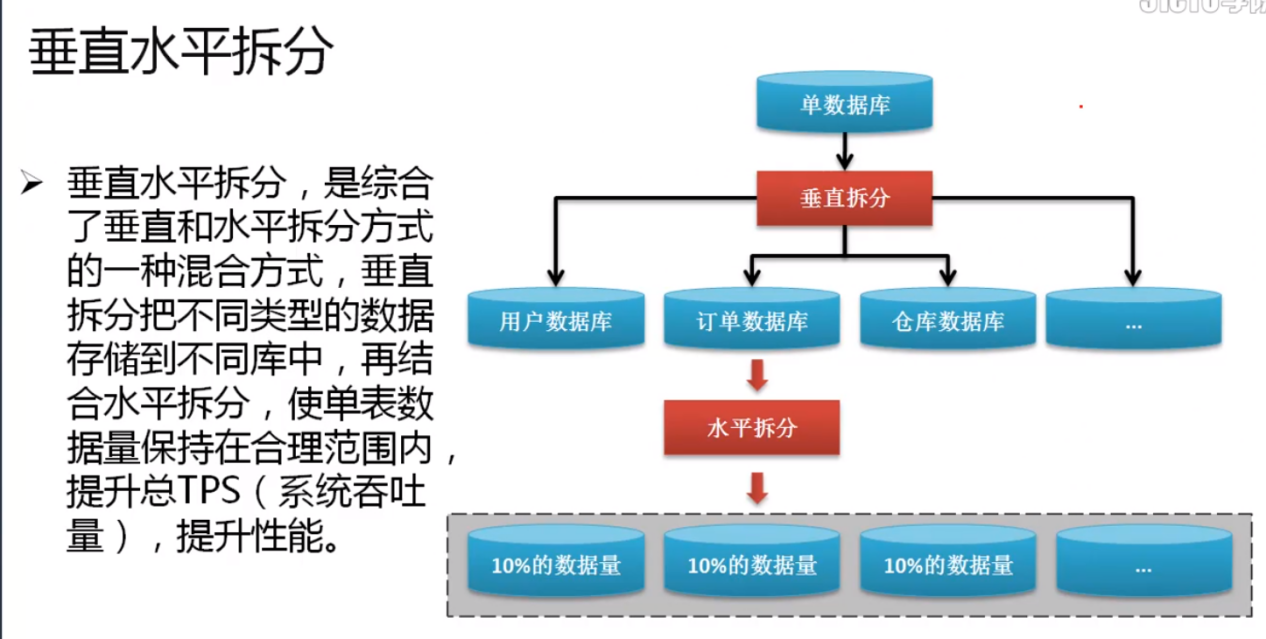 垂直水平拆分
垂直水平拆分，是综合
了垂直和水平拆分方式
的一种混合方式，垂直
拆分把不同类型的数据
存储到不同库中，再结
合水平拆分，使单表数
据量保持在合理范围内，
提升总TPS（系统吞吐
量），提升性能。
单数据库
垂直拆分
用户数据库
订单数据库
仓库数据库
...
水平拆分
10%的数据量
10%的数据量
10%的数据量
...